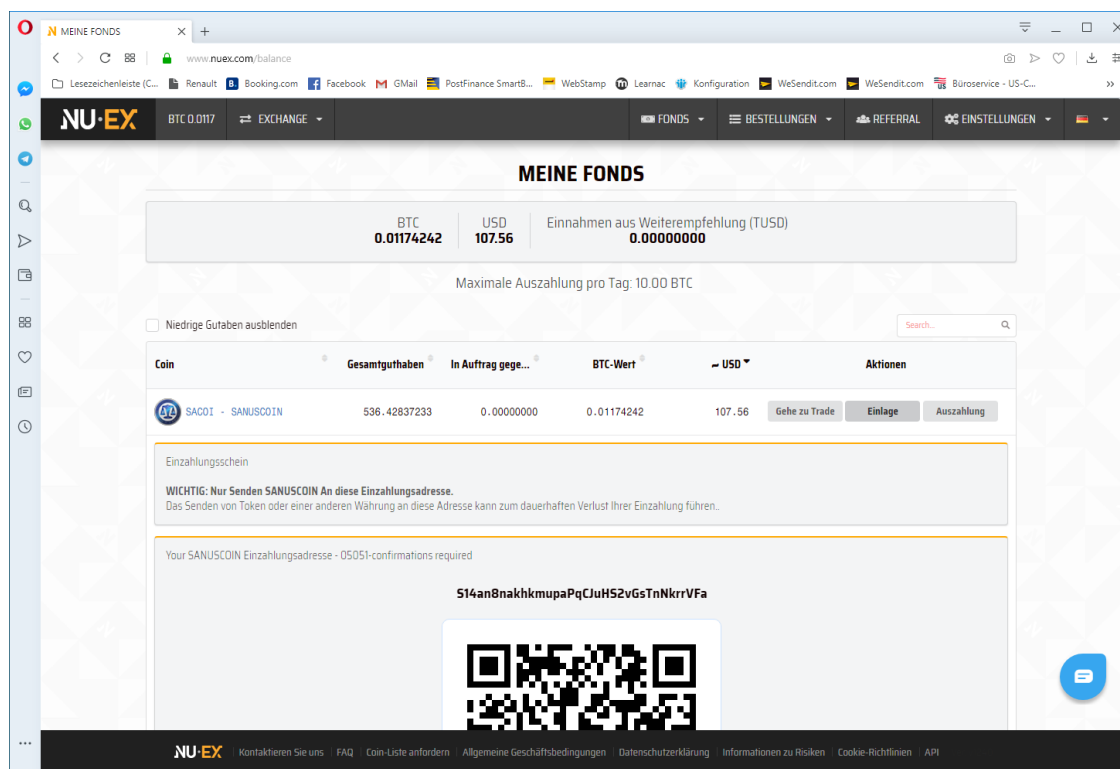 MEINE FONDS
www.nuex.com/balance
Lesezeichenleiste (C... Renault Booking.com Facebook GMail PostFinance SmartB... WebStamp Learnac Konfiguration WeSendit.com WeSendit.com Büroservice - US-C...
NU·EX BTC 0.0117 EXCHANGE FONDS BESTELLUNGEN REFERRAL EINSTELLUNGEN
MEINE FONDS
BTC USD Einnahmen aus Weiterempfehlung (TUSD)
0.01174242 107.56 0.00000000
Maximale Auszahlung pro Tag: 10.00 BTC
Niedrige Gutaben ausblenden Search..
Coin Gesamtguthaben In Auftrag gege... BTC-Wert ~ USD Aktionen
SACOI - SANUSCOIN 536.42837233 0.00000000 0.01174242 107.56 Gehe zu Trade Einlage Auszahlung
Einzahlungsschein
WICHTIG: Nur Senden SANUSCOIN An diese Einzahlungsadresse.
Das Senden von Token oder einer anderen Währung an diese Adresse kann zum dauerhaften Verlust Ihrer Einzahlung führen..
Your SANUSCOIN Einzahlungsadresse - 05051-confirmations required
S14an8nakhkmupaPqCJuHS2vGsTnNkrrVFa
NU·EX Kontaktieren Sie uns FAQ Coin-Liste anfordern Allgemeine Geschäftsbedingungen Datenschutzerklärung Informationen zu Risiken Cookie-Richtlinien API